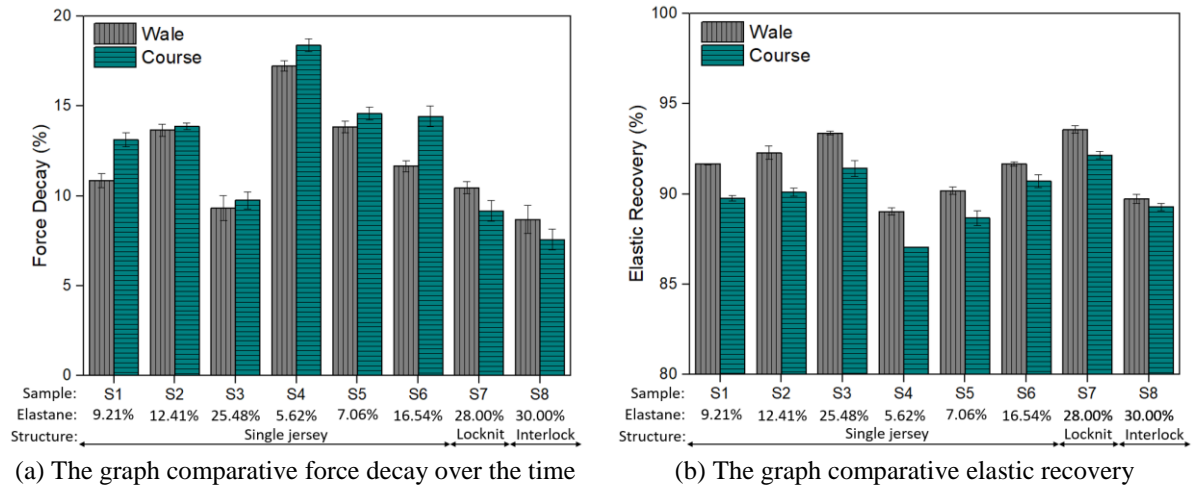 20
15
10
5
0
Force Decay (%)
Wale
Course
Sample: S1 S2 S3 S4 S5 S6 S7 S8
Elastane: 9.21% 12.41% 25.48% 5.62% 7.06% 16.54% 28.00% 30.00%
Structure: Single jersey Locknit Interlock
(a) The graph comparative force decay over the time
100
95
90
85
80
Elastic Recovery (%)
Wale
Course
Sample: S1 S2 S3 S4 S5 S6 S7 S8
Elastane: 9.21% 12.41% 25.48% 5.62% 7.06% 16.54% 28.00% 30.00%
Structure: Single jersey Locknit Interlock
(b) The graph comparative elastic recovery